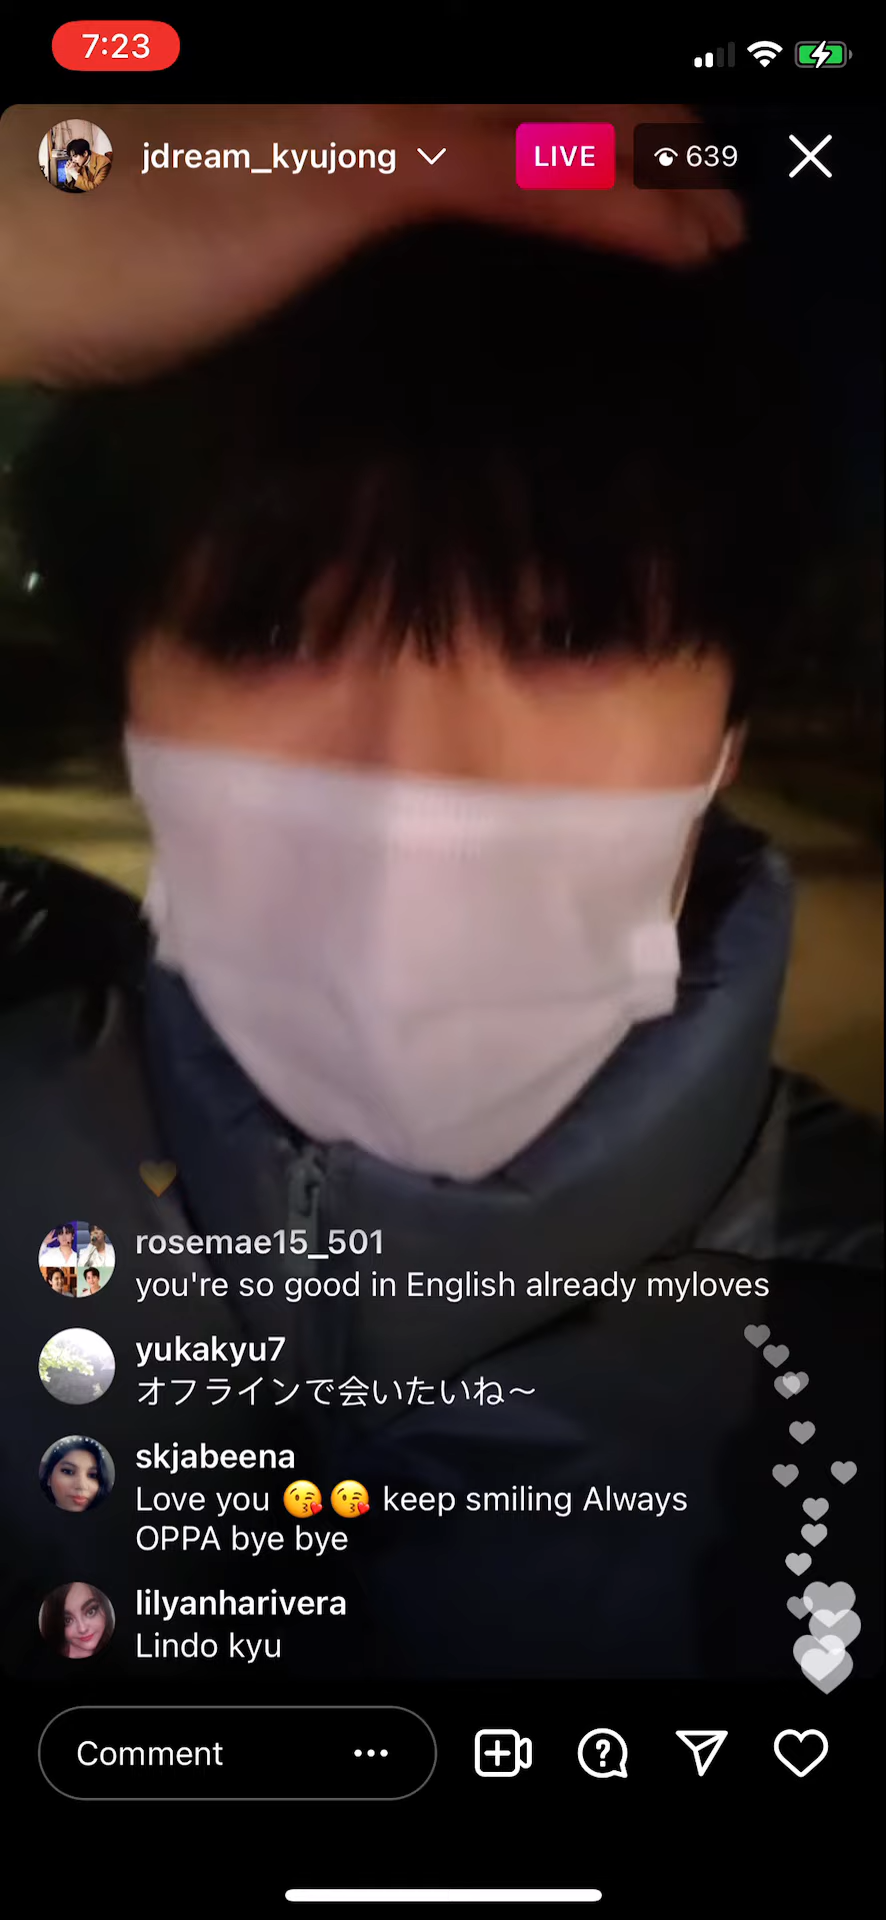 7:23
jdream_kyujong
LIVE
639
rosemae15_501
you're so good in English already myloves
yukakyu7
オフラインで会いたいね〜
skjabeena
Love you 😘😘 keep smiling Always
OPPA bye bye
lilyanharivera
Lindo kyu
Comment